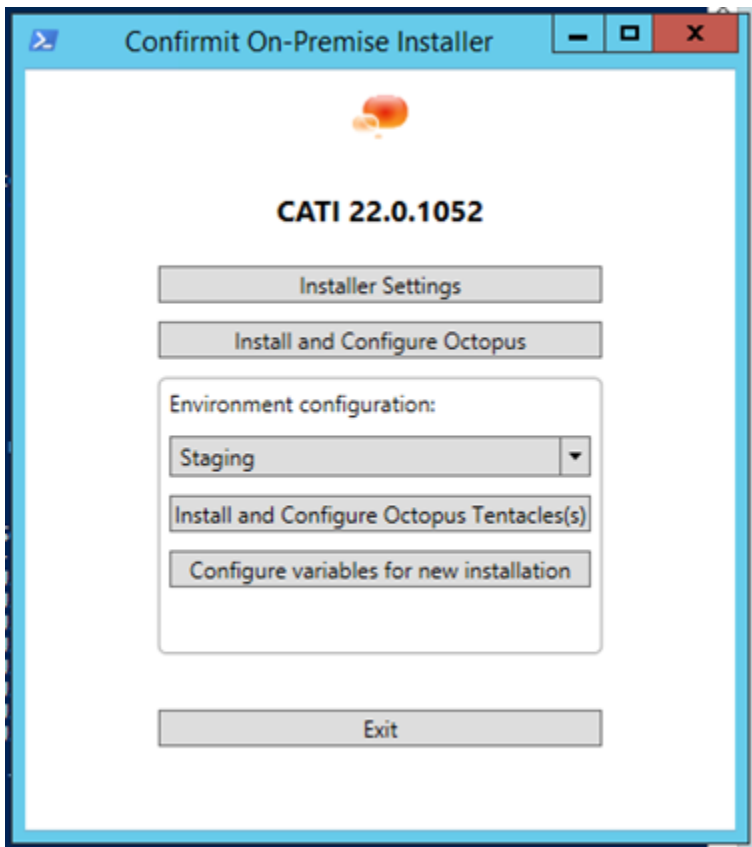 Confirmit On-Premise Installer
CATI 22.0.1052
Installer Settings
Install and Configure Octopus
Environment configuration:
Staging
Install and Configure Octopus Tentacles(s)
Configure variables for new installation
Exit